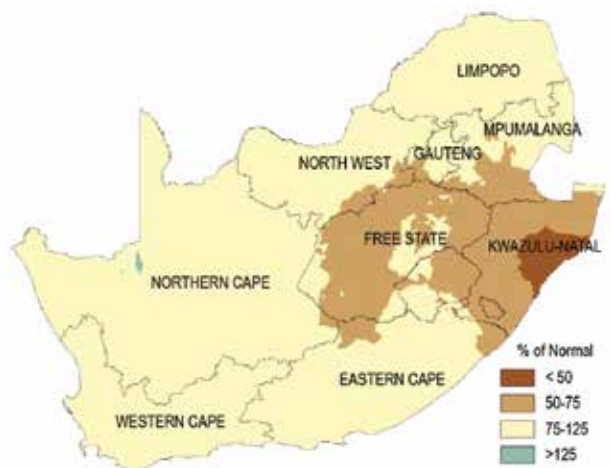 LIMPOPO
MPUMALANGA
GAUTENG
NORTH WEST
FREE STATE
KWAZULU-NATAL
NORTHERN CAPE
EASTERN CAPE
WESTERN CAPE
% of Normal
< 50
50-75
75-125
>125